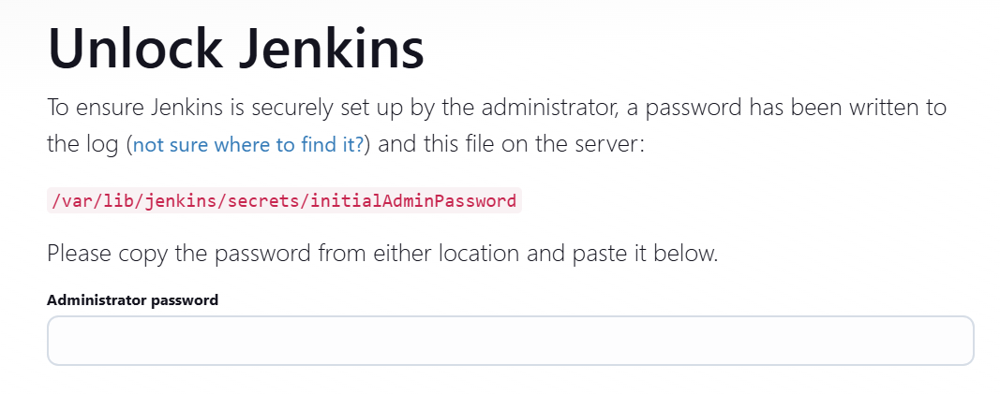 Unlock Jenkins
To ensure Jenkins is securely set up by the administrator, a password has been written to
the log (not sure where to find it?) and this file on the server:
/var/lib/jenkins/secrets/initialAdminPassword
Please copy the password from either location and paste it below.
Administrator password